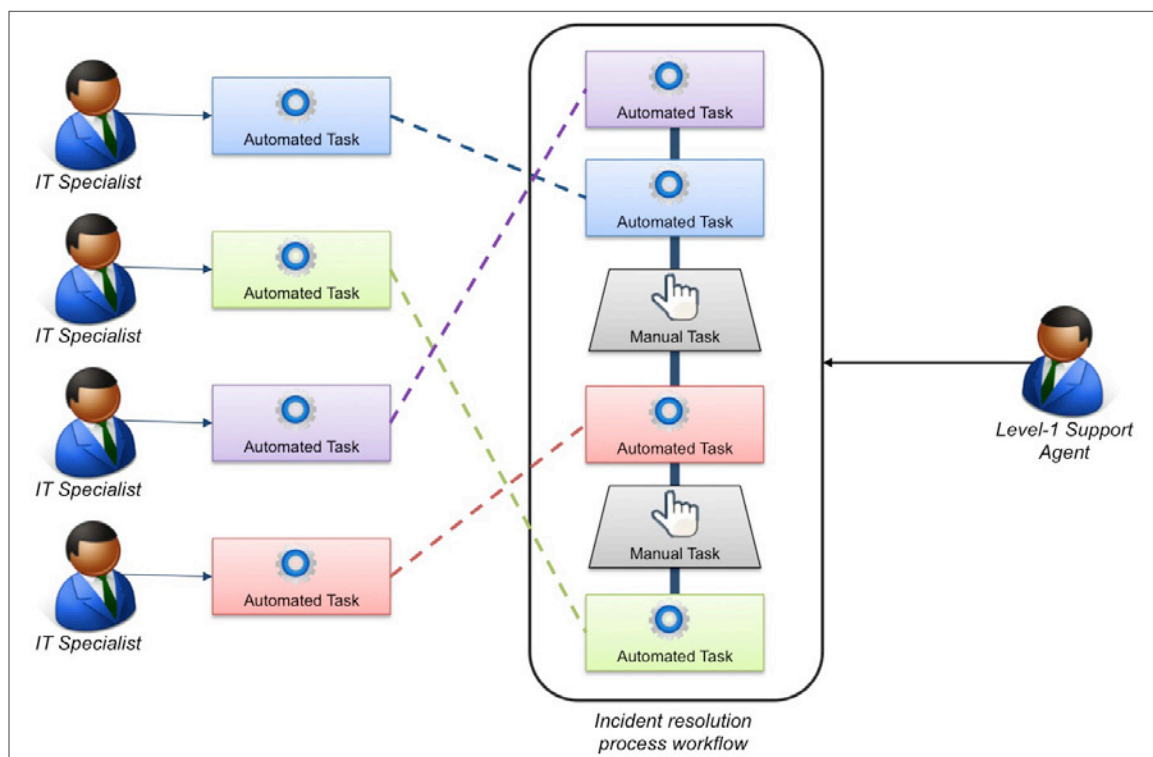 Automated Task
IT Specialist
Automated Task
IT Specialist
Automated Task
IT Specialist
Automated Task
IT Specialist
Automated Task
Automated Task
Manual Task
Automated Task
Manual Task
Automated Task
Incident resolution
process workflow
Level-1 Support
Agent